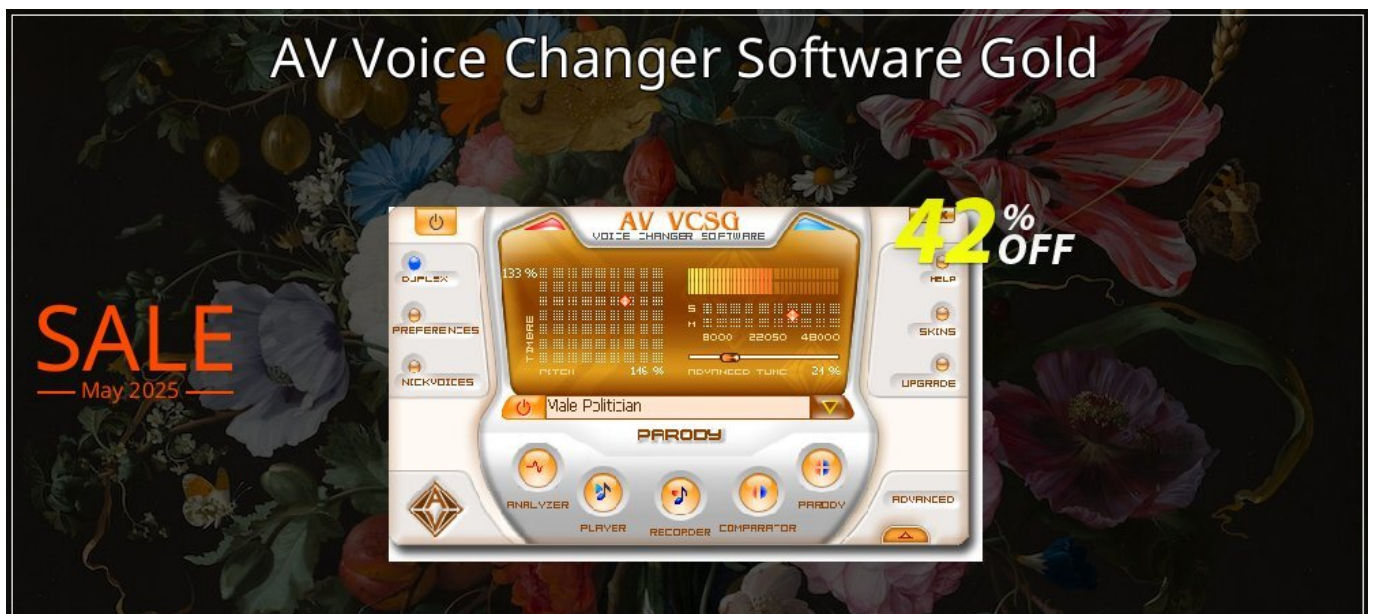 AV Voice Changer Software Gold
42% OFF
SALE
May 2025
AV VCSG
VOICE CHANGER SOFTWARE
DUPLEX
PREFERENCES
NICKVOICES
133 %
TIMBRE
PITCH 146 %
S
M
8000 22050 48000
ADVANCED TUNE 24 %
HELP
SKINS
UPGRADE
Male Politician
PARODY
ANALYZER
PLAYER
RECORDER
COMPARATOR
PARODY
ADVANCED